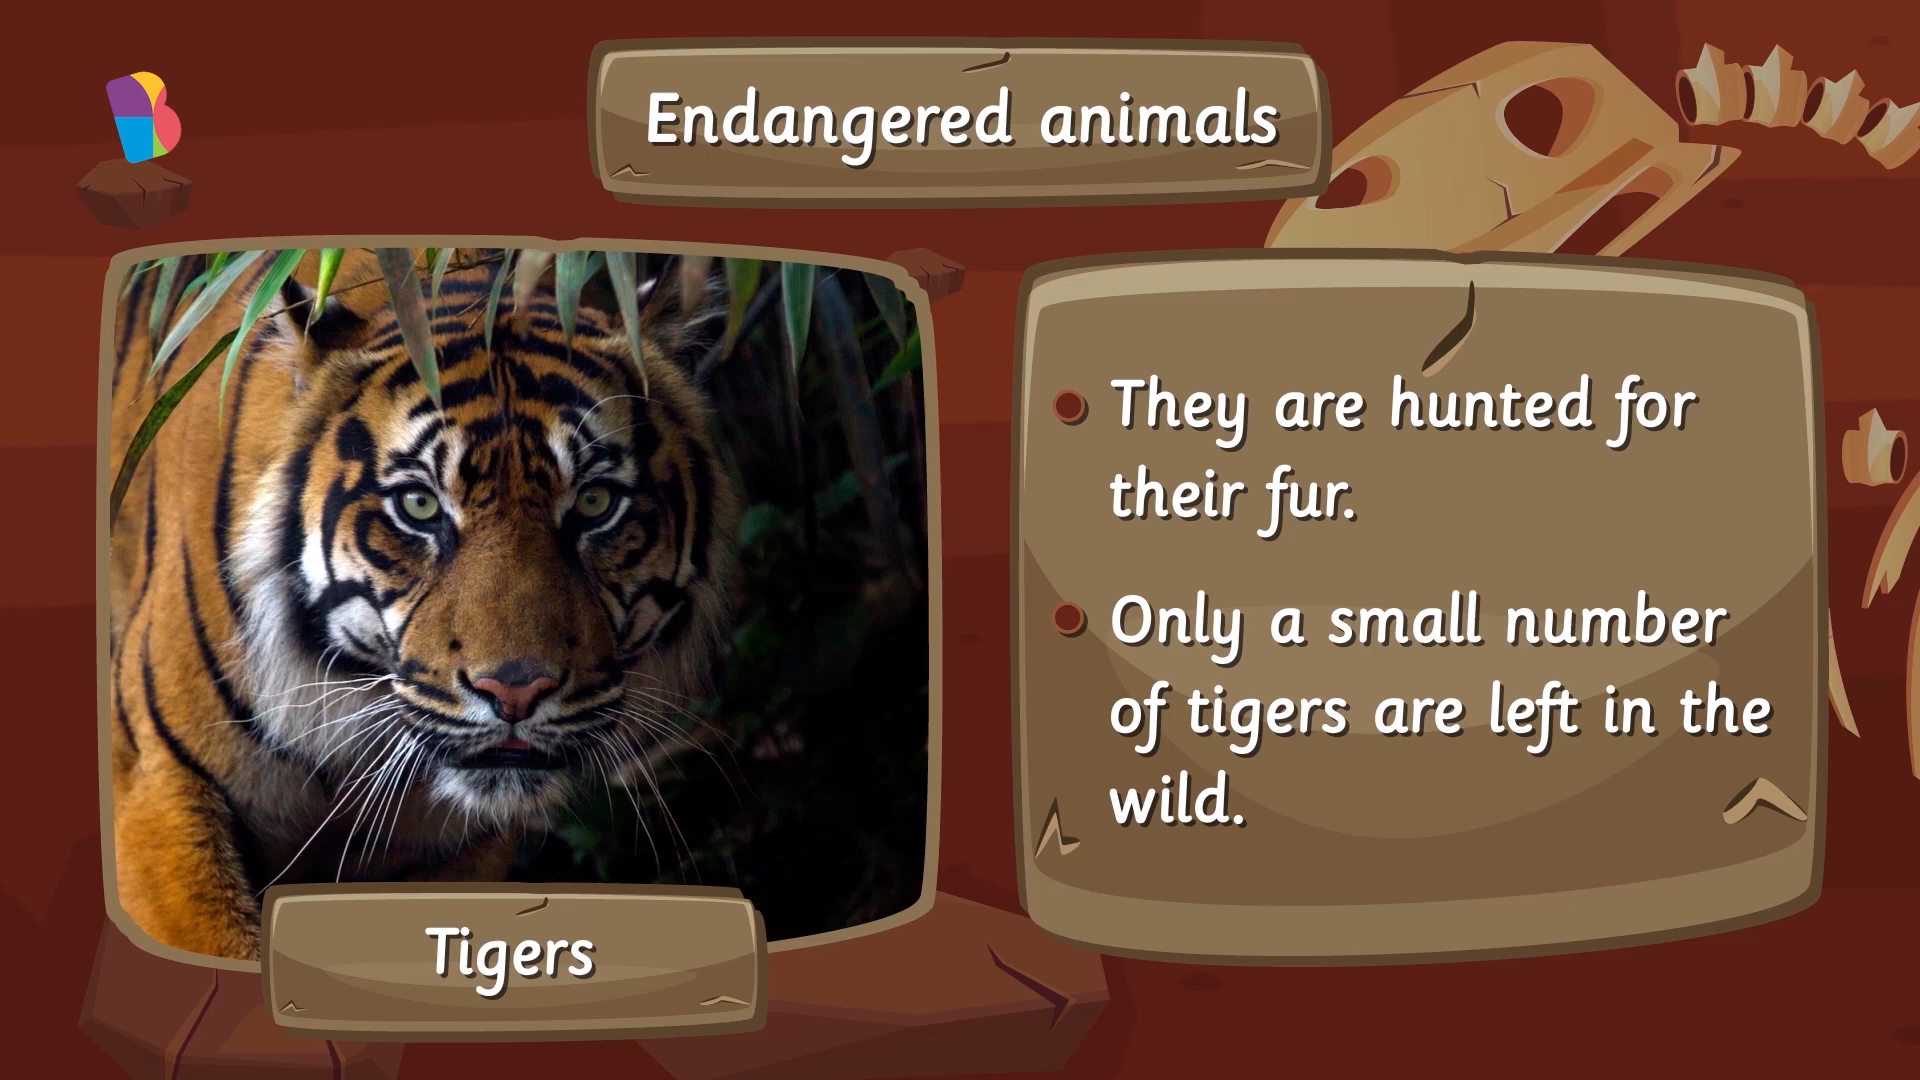 Endangered animals
They are hunted for
their fur.
Only a small number
of tigers are left in the
wild.
Tigers